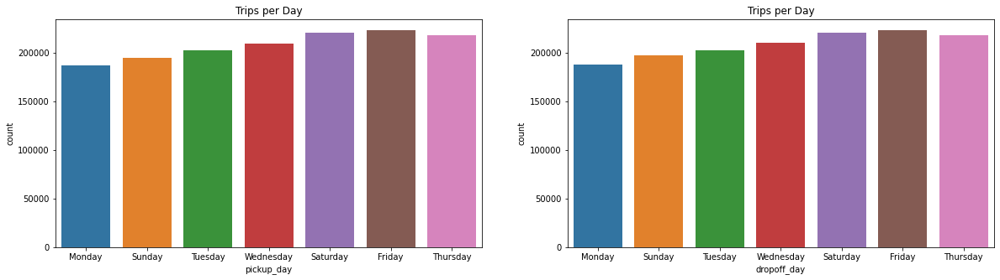 Trips per Day
200000
150000
100000
50000
0
count
Monday Sunday Tuesday Wednesday Saturday Friday Thursday
pickup_day
Trips per Day
200000
150000
100000
50000
0
count
Monday Sunday Tuesday Wednesday Saturday Friday Thursday
dropoff_day